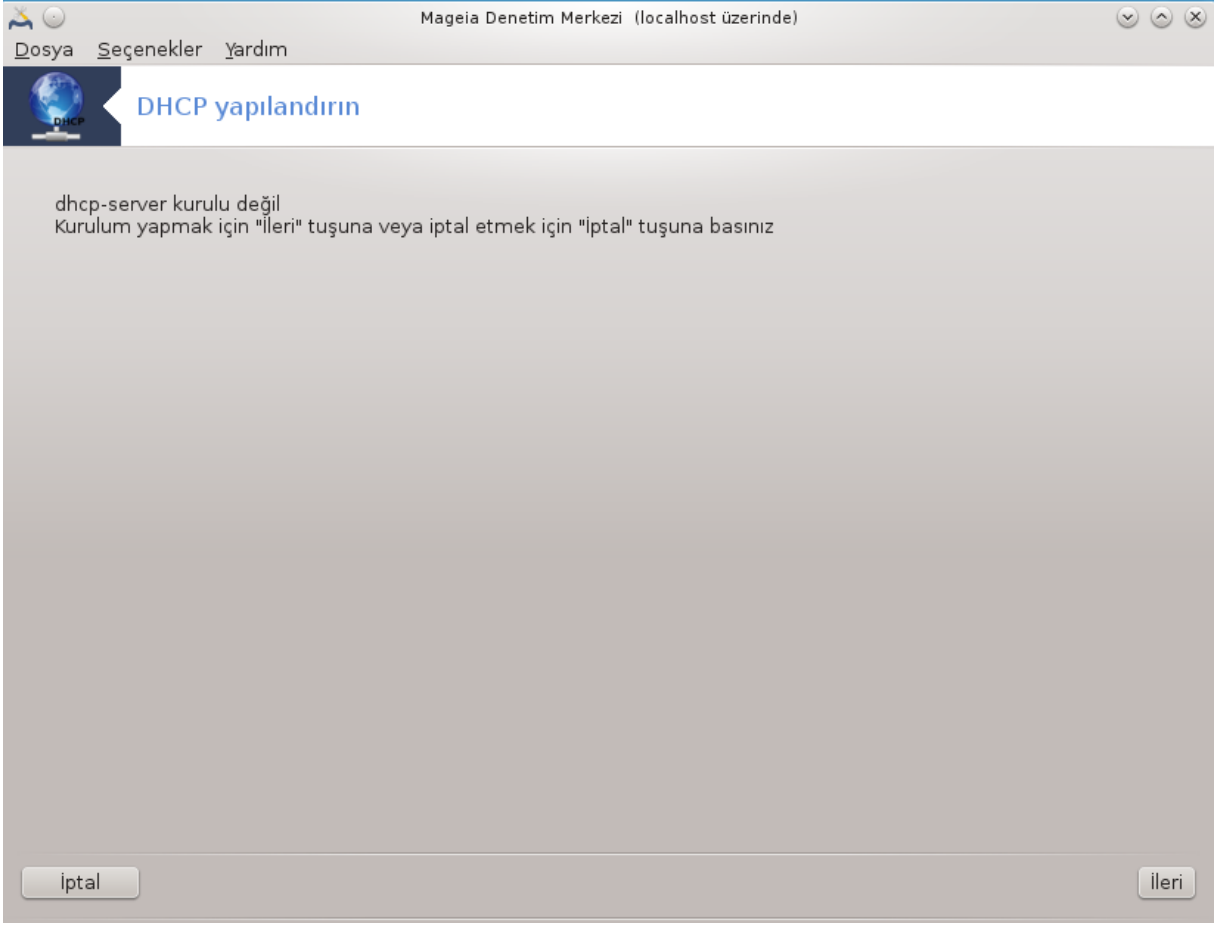 Mageia Denetim Merkezi (localhost üzerinde)
Dosya Seçenekler Yardım
DHCP
DHCP yapılandırın
dhcp-server kurulu değil
Kurulum yapmak için "İleri" tuşuna veya iptal etmek için "İptal" tuşuna basınız
İptal
İleri